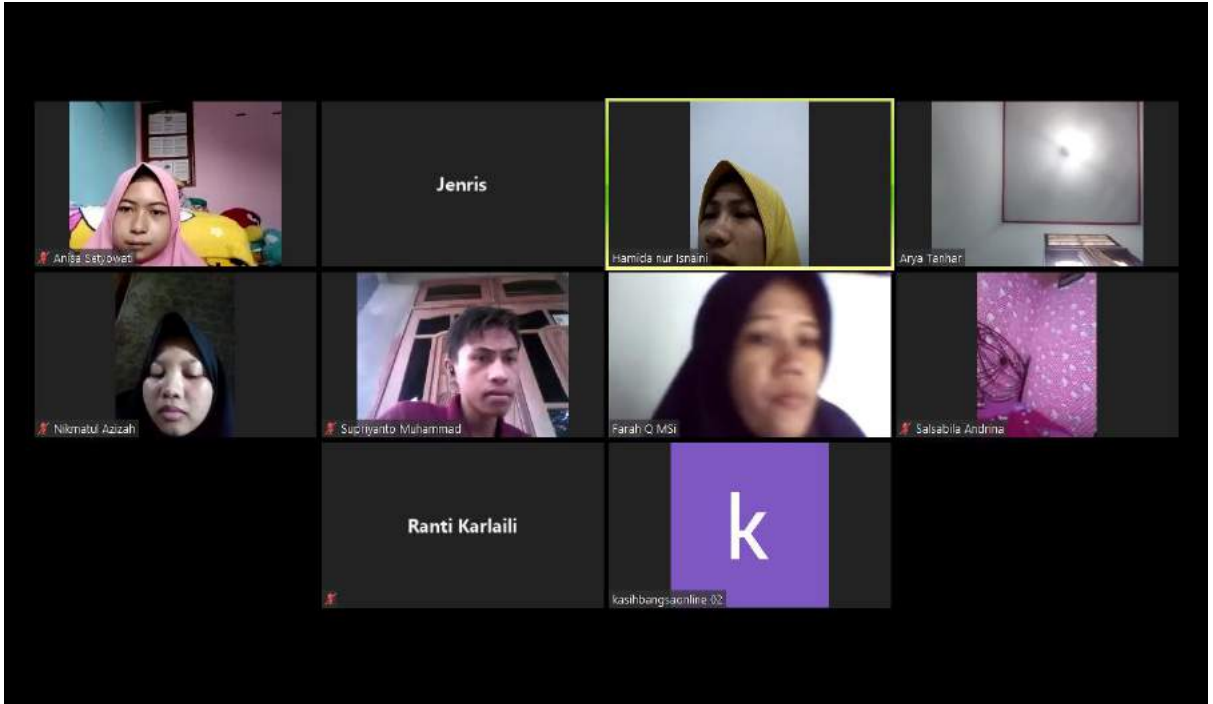 Anisa Setyowati
Jenris
Hamida nur Isnaini
Arya Tanhar
Nikmatul Azizah
Supriyanto Muhammad
Farah Q MSi
Salsabila Andrina
Ranti Karlaili
k
kasihbangsaonline 02